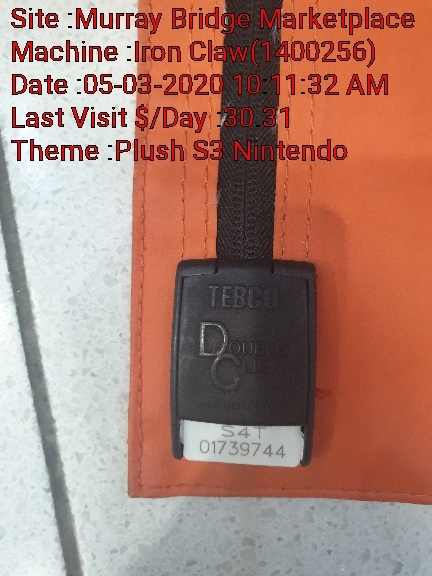 Site :Murray Bridge Marketplace
Machine :Iron Claw(1400256)
Date :05-03-2020 10:11:32 AM
Last Visit $/Day :30.31
Theme :Plush S3 Nintendo
TEBCO
DOUBLE
S4T
01739744